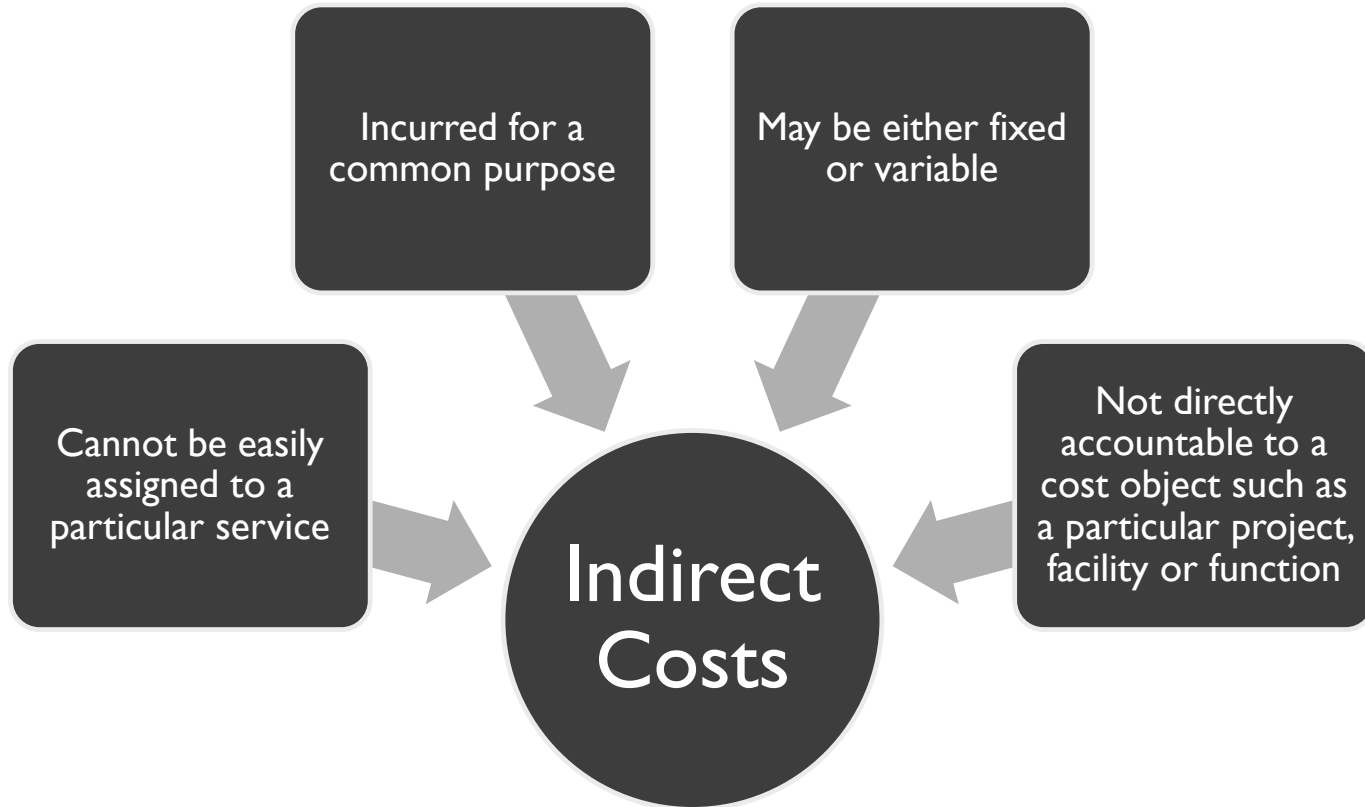 Incurred for a
common purpose
May be either fixed
or variable
Cannot be easily
assigned to a
particular service
Not directly
accountable to a
cost object such as
a particular project,
facility or function
Indirect
Costs